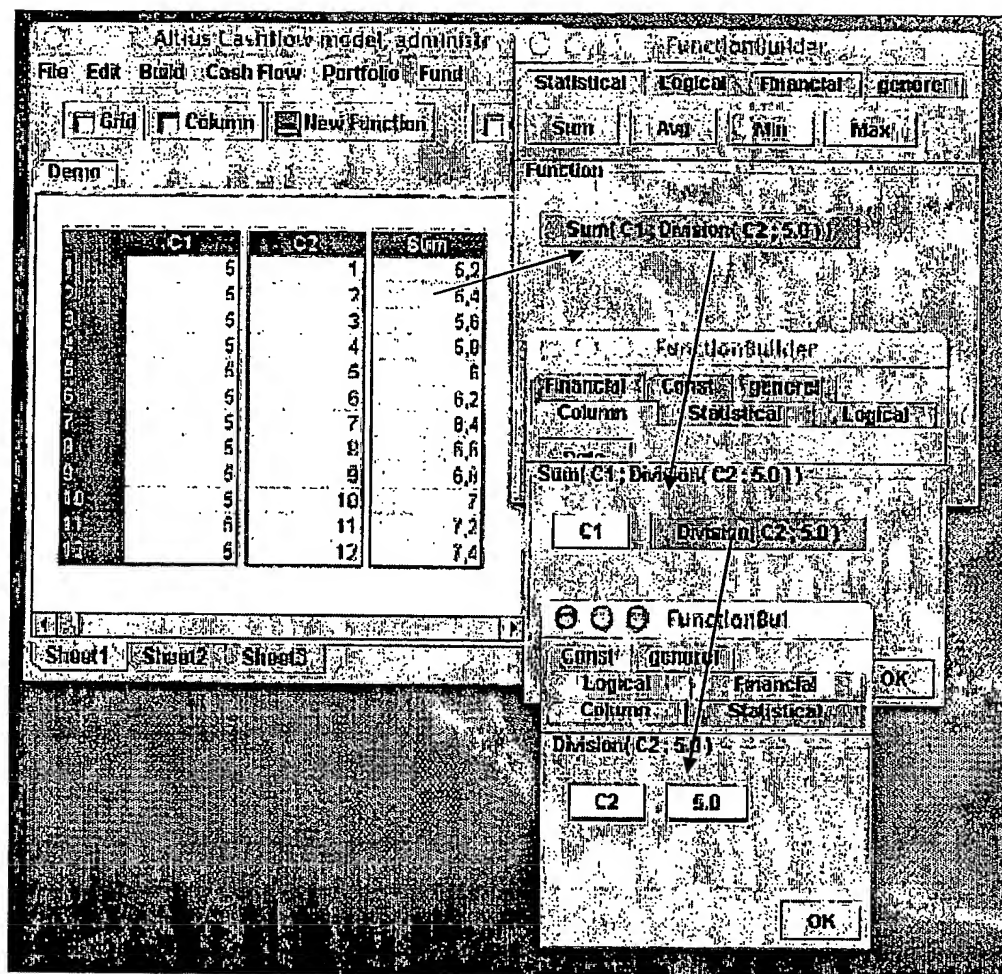 Altius Cashflow model, administr
File Edit Build Cash Flow Portfolio Fund
Grid Column New Function
Demo
C1 C2 Sum
1 5 1 5,2
2 5 2 5,4
3 5 3 5,6
4 5 4 5,8
5 5 5 6
6 5 6 6,2
7 5 7 6,4
8 5 8 6,6
9 5 9 6,8
10 5 10 7
11 5 11 7,2
12 5 12 7,4
Sheet1 Sheet2 Sheet3
FunctionBuilder
Statistical Logical Financial general
Sum Avg Min Max
Function
Sum( C1 ; Division( C2 ; 5.0 ) )
FunctionBuilder
Financial Const general
Column Statistical Logical
Sum( C1 ; Division( C2 ; 5.0 ) )
C1 Division( C2 ; 5.0 )
OK
FunctionBui
Const general
Logical Financial
Column Statistical
Division( C2 ; 5.0 )
C2 ; 5.0
OK